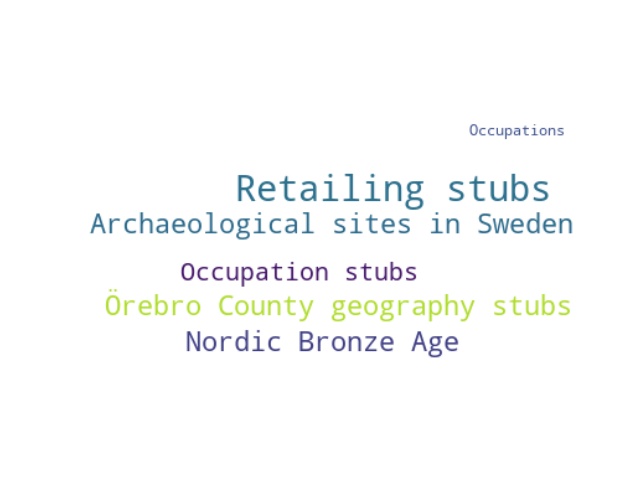 Occupations
Retailing stubs
Archaeological sites in Sweden
Occupation stubs
Örebro County geography stubs
Nordic Bronze Age